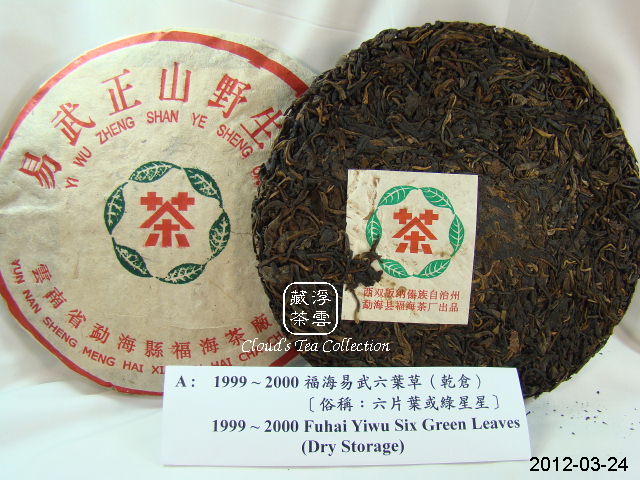 易武正山野生
YI WU ZHENG SHAN YE SHENG
茶
雲南省勐海縣福海茶廠
YUN NAN SHENG MENG HAI XI
HAI CH
茶
西双版纳傣族自治州
勐海县福海茶厂出品
浮雲
藏茶
Cloud's Tea Collection
A : 1999 ~ 2000 福海易武六葉草（乾倉）
〔俗稱：六片葉或綠星星〕
1999 ~ 2000 Fuhai Yiwu Six Green Leaves
(Dry Storage)
2012-03-24